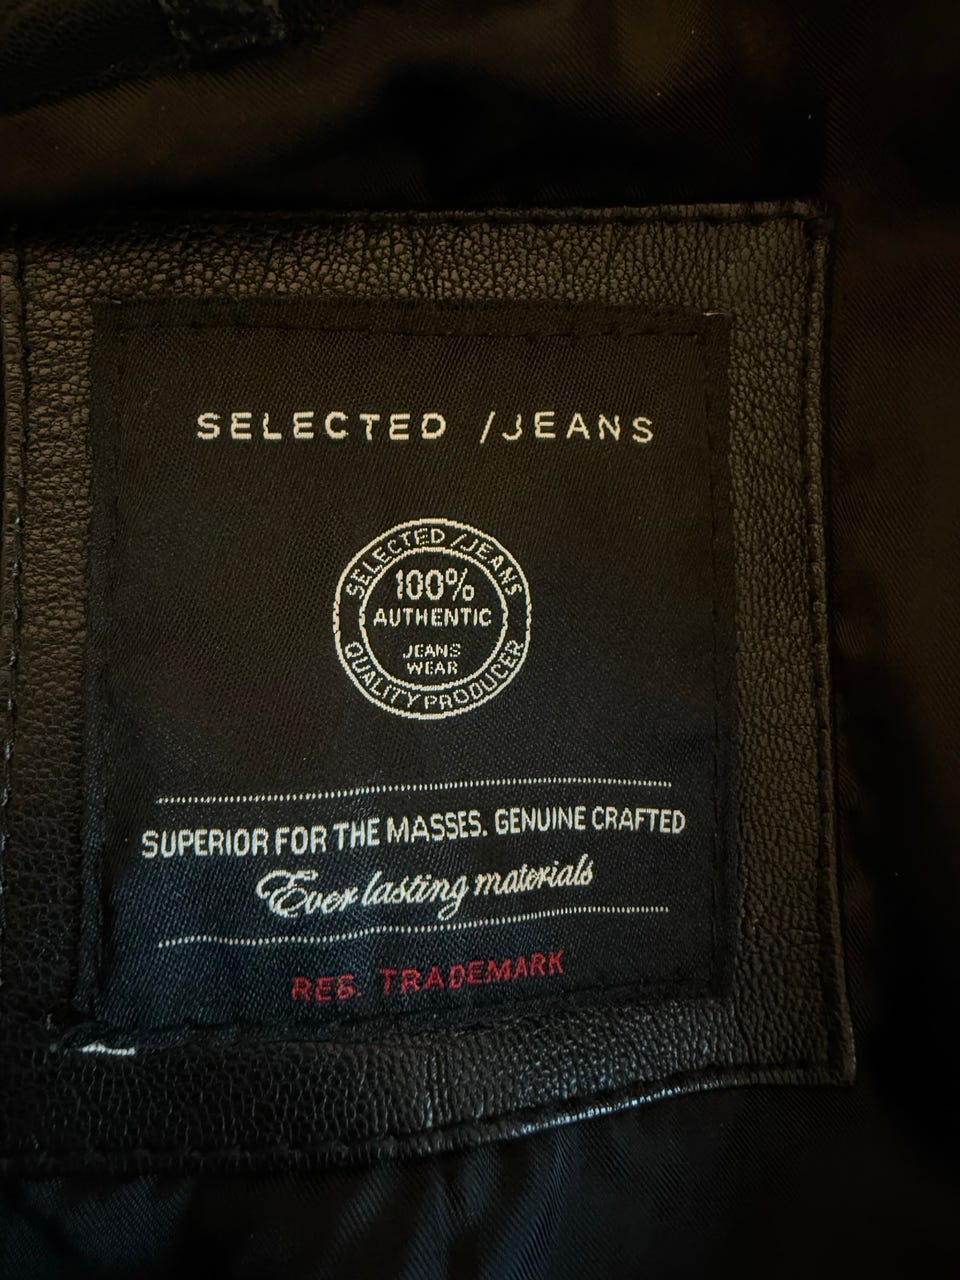 SELECTED /JEANS
SELECTED /JEANS
100%
AUTHENTIC
JEANS
WEAR
QUALITY PRODUCER
SUPERIOR FOR THE MASSES. GENUINE CRAFTED
Ever lasting materials
REG. TRADEMARK